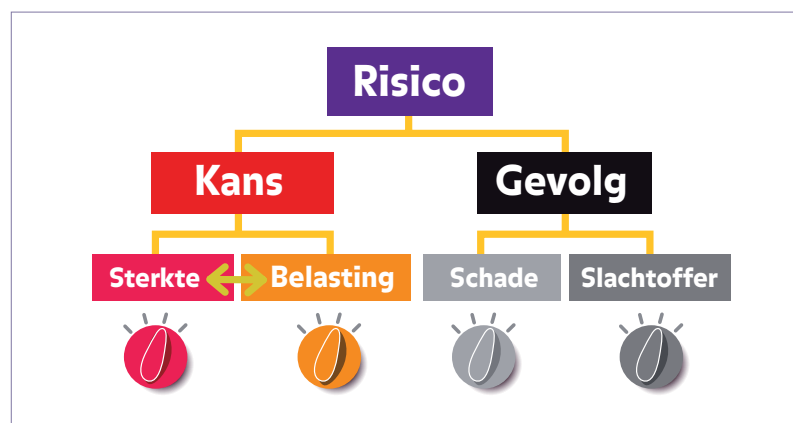 Risico
Kans
Gevolg
Sterkte
Belasting
Schade
Slachtoffer